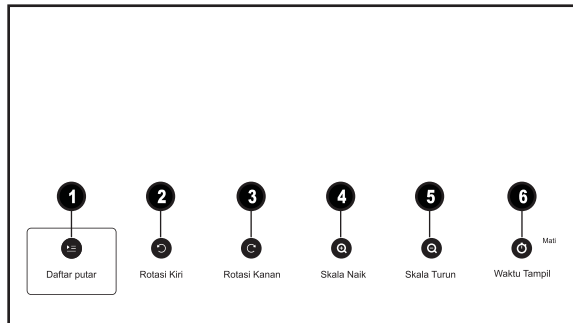 1 2 3 4 5 6
Mati
Daftar putar Rotasi Kiri Rotasi Kanan Skala Naik Skala Turun Waktu Tampil